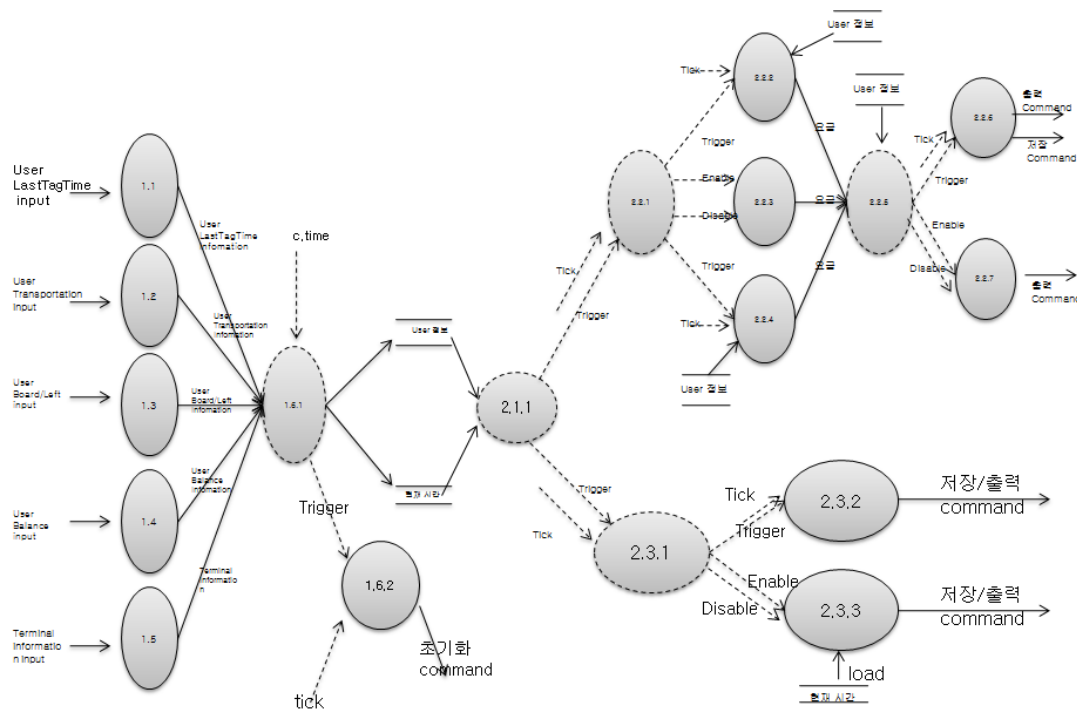 User
LastTagTime
input
1.1
User
LastTagTime
Infomation
User
Transportation
Input
1.2
User
Transportation
Infomation
User
Board/Left
input
1.3
User
Board/Left
Infomation
User
Balance
input
1.4
User
Balance
Infomation
Terminal
Informatio
n Input
1.5
Terminal
Information
n
c.time
1.6.1
Trigger
1.6.2
tick
초기화
command
User 정보
현재 시간
2.1.1
Tick
Trigger
Trigger
Tick
2.2.1
Tick
Trigger
Enable
Disable
Trigger
Tick
User 정보
2.2.2
2.2.3
2.2.4
User 정보
요금
요금
요금
User 정보
2.2.5
Tick
Trigger
Enable
Disable
2.2.6
출력
Command
저장
Command
2.2.7
출력
Command
2.3.1
Tick
Trigger
Enable
Disable
2.3.2
저장/출력
command
2.3.3
저장/출력
command
load
현재 시간